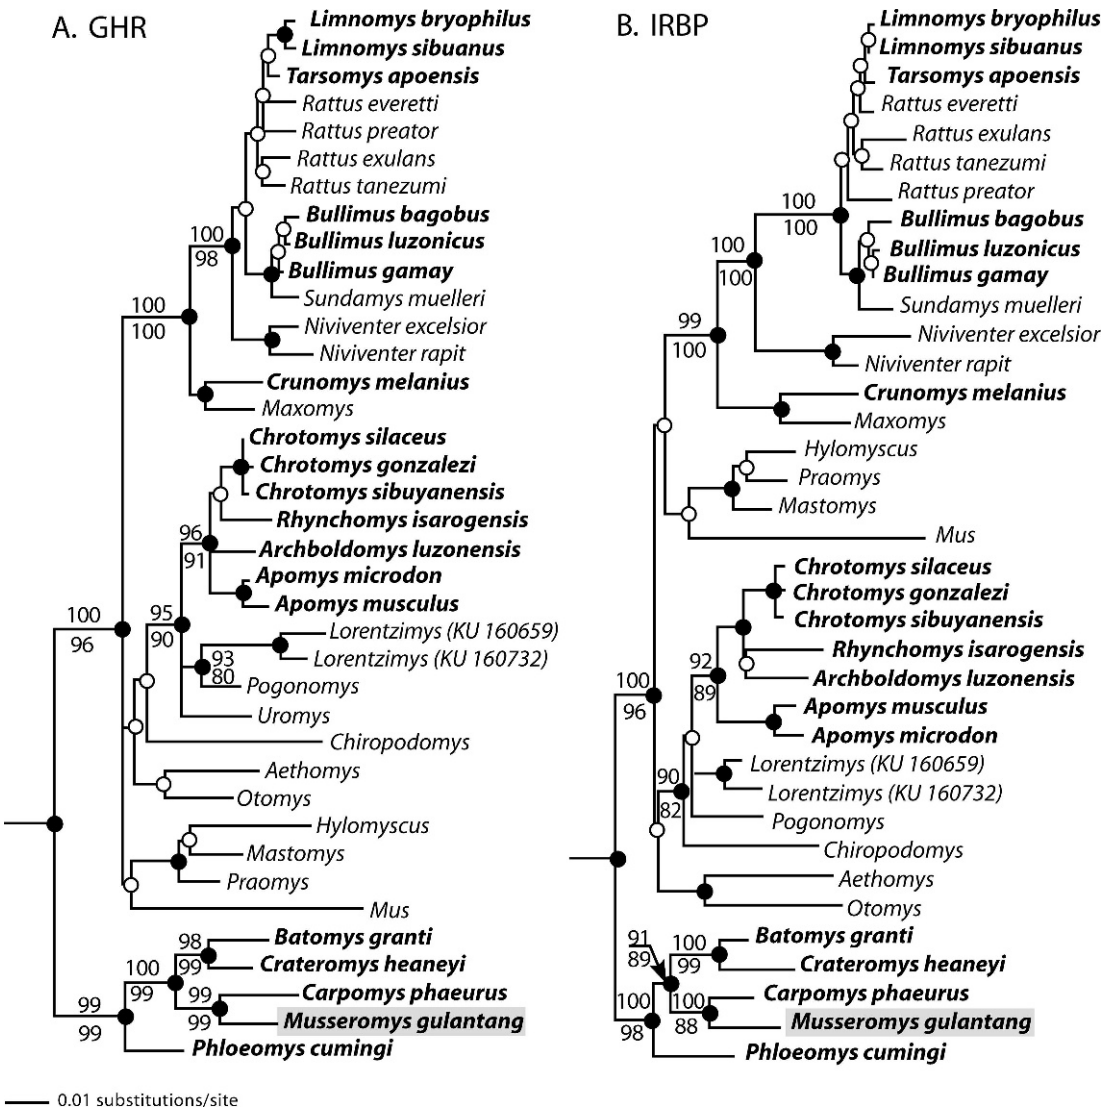 A. GHR
Limnomys bryophilus
Limnomys sibuanus
Tarsomys apoensis
Rattus everetti
Rattus preator
Rattus exulans
Rattus tanezumi
Bullimus bagobus
100
Bullimus luzonicus
98
Bullimus gamay
Sundamys muelleri
100
Niviventer excelsior
100
Niviventer rapit
Crunomys melanius
Maxomys
Chrotomys silaceus
Chrotomys gonzalezi
Chrotomys sibuyanensis
Rhynchomys isarogensis
96
Archboldomys luzonensis
91
Apomys microdon
Apomys musculus
100
95
96
90
Lorentzimys (KU 160659)
93
Lorentzimys (KU 160732)
80
Pogonomys
Uromys
Chiropodomys
Aethomys
Otomys
Hylomyscus
Mastomys
Praomys
Mus
98
Batomys granti
99
Crateromys heaneyi
100
99
99
Carpomys phaeurus
99
Musseromys gulantang
99
99
Phloeomys cumingi
0.01 substitutions/site
B. IRBP
Limnomys bryophilus
Limnomys sibuanus
Tarsomys apoensis
Rattus everetti
Rattus exulans
Rattus tanezumi
Rattus preator
100
100
Bullimus bagobus
100
Bullimus luzonicus
100
Bullimus gamay
Sundamys muelleri
99
Niviventer excelsior
100
Niviventer rapit
Crunomys melanius
Maxomys
Hylomyscus
Praomys
Mastomys
Mus
Chrotomys silaceus
Chrotomys gonzalezi
Chrotomys sibuyanensis
Rhynchomys isarogensis
92
Archboldomys luzonensis
89
100
96
Apomys musculus
Apomys microdon
Lorentzimys (KU 160659)
90
Lorentzimys (KU 160732)
82
Pogonomys
Chiropodomys
Aethomys
Otomys
91
89
100
Batomys granti
99
Crateromys heaneyi
100
98
100
Carpomys phaeurus
88
Musseromys gulantang
Phloeomys cumingi